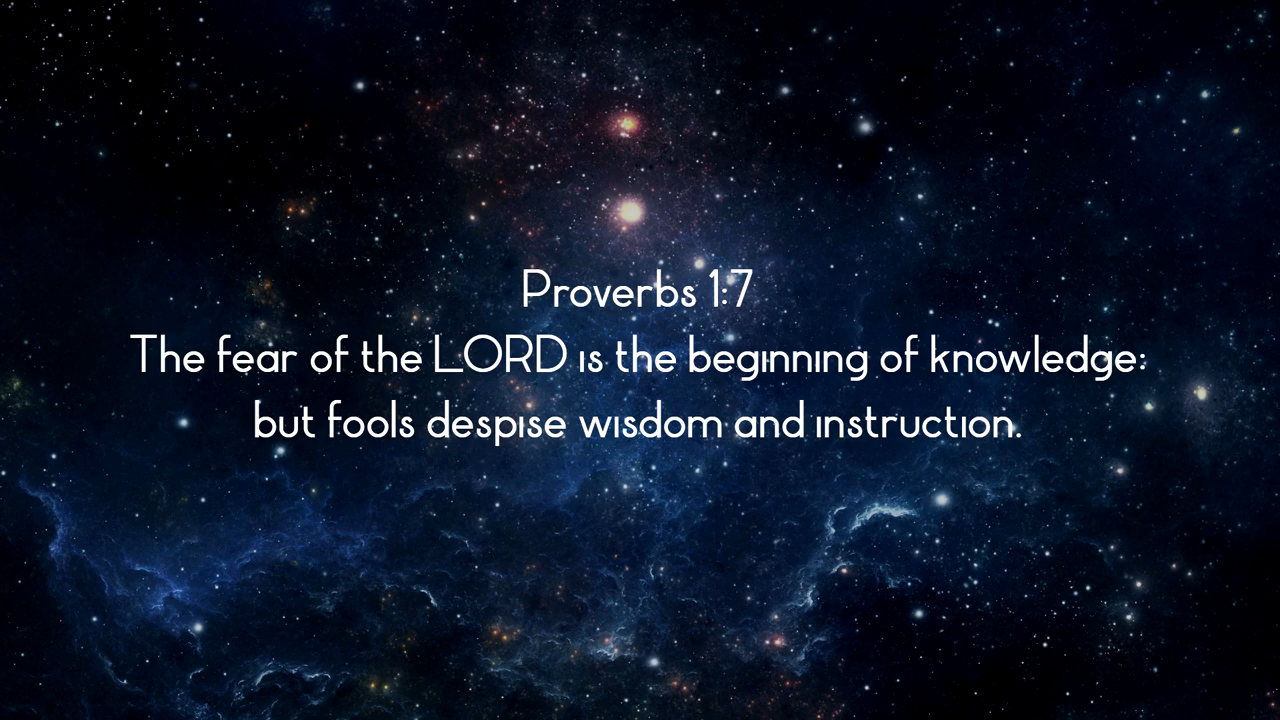 Proverbs 1:7
The fear of the LORD is the beginning of knowledge:
but fools despise wisdom and instruction.